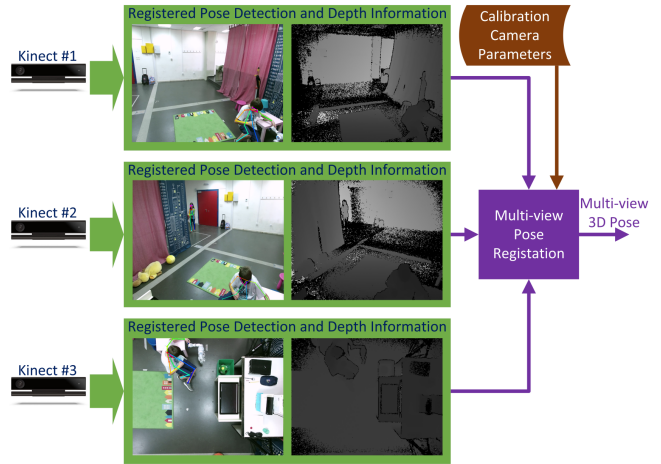 Registered Pose Detection and Depth Information
Calibration
Camera
Parameters
Kinect #1
Registered Pose Detection and Depth Information
Kinect #2
Multi-view
Pose
Registation
Multi-view
3D Pose
Registered Pose Detection and Depth Information
Kinect #3